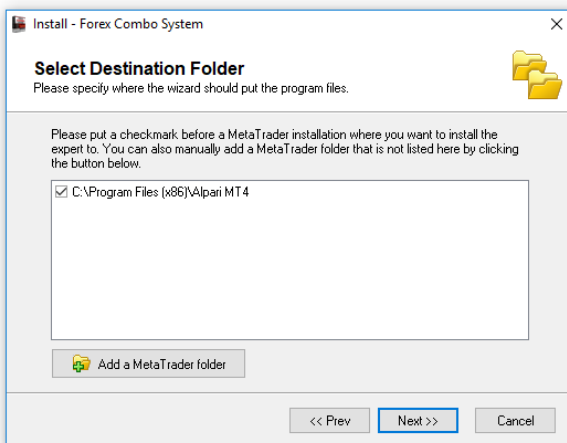 Install - Forex Combo System
Select Destination Folder
Please specify where the wizard should put the program files.
Please put a checkmark before a MetaTrader installation where you want to install the
expert to. You can also manually add a MetaTrader folder that is not listed here by clicking
the button below.
C:\Program Files (x86)\Alpari MT4
Add a MetaTrader folder
<< Prev
Next >>
Cancel